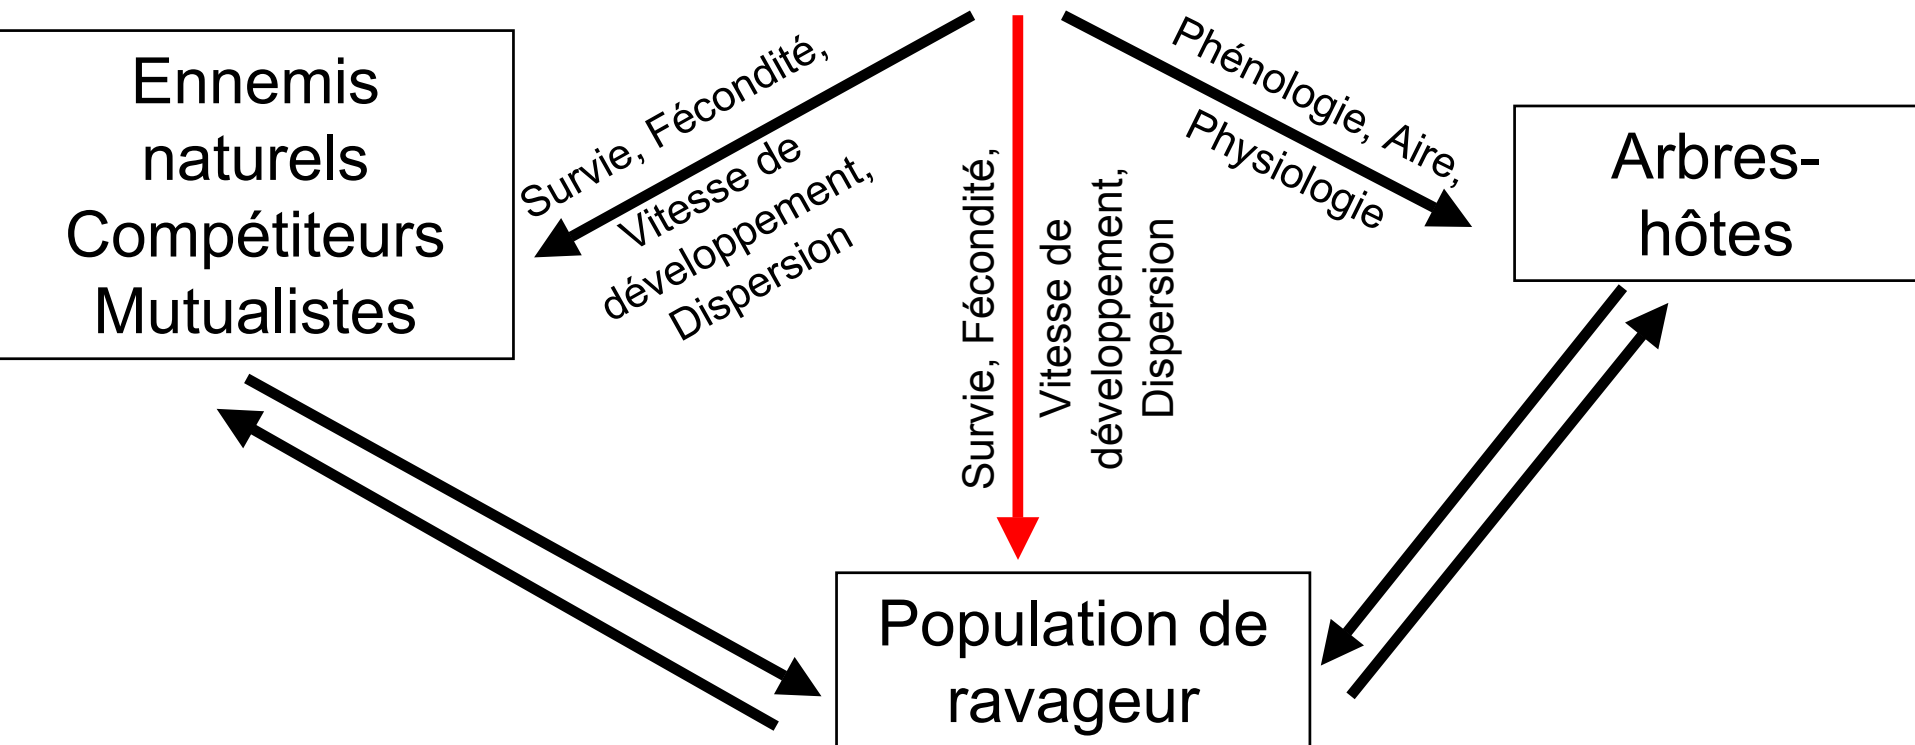 Ennemis
naturels
Compétiteurs
Mutualistes
Survie, Fécondité,
Vitesse de
développement,
Dispersion
Survie, Fécondité,
Vitesse de
développement,
Dispersion
Phénologie, Aire,
Physiologie
Arbres-
hôtes
Population de
ravageur